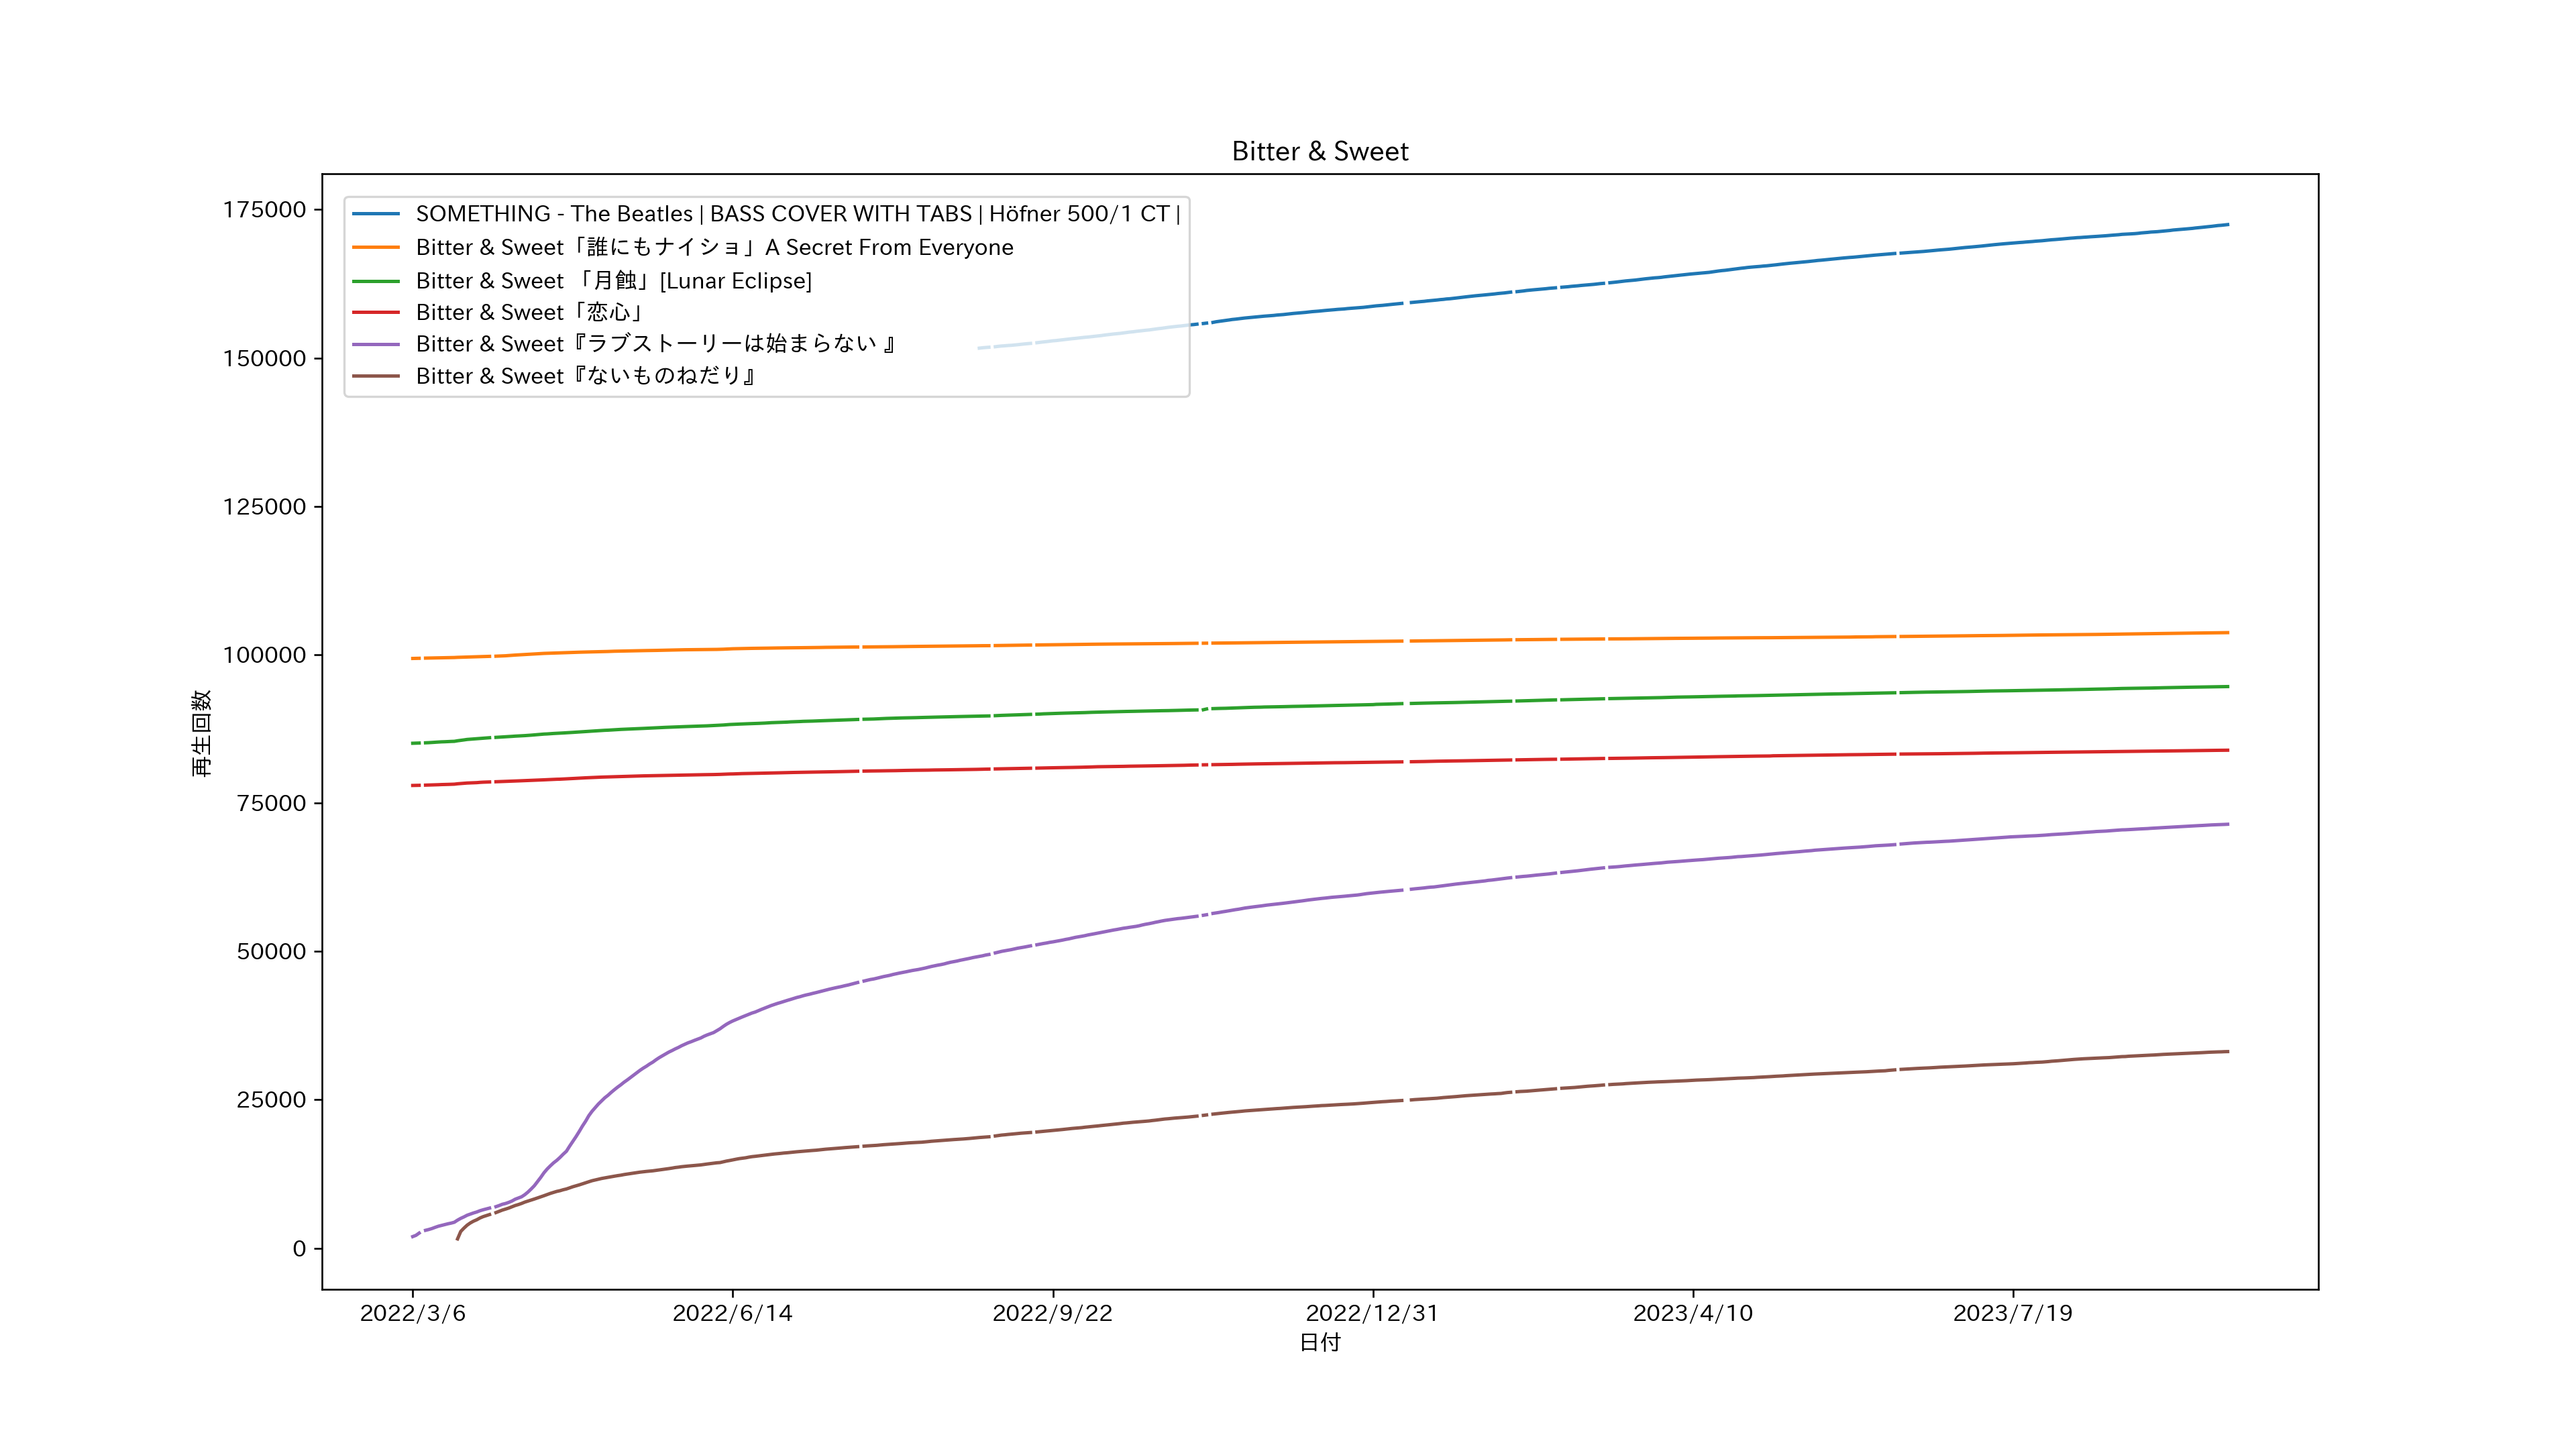 Bitter & Sweet
SOMETHING - The Beatles | BASS COVER WITH TABS | Höfner 500/1 CT |
Bitter & Sweet「誰にもナイショ」A Secret From Everyone
Bitter & Sweet 「月蝕」[Lunar Eclipse]
Bitter & Sweet「恋心」
Bitter & Sweet『ラブストーリーは始まらない 』
Bitter & Sweet『ないものねだり』
再生回数
175000
150000
125000
100000
75000
50000
25000
0
2022/3/6
2022/6/14
2022/9/22
2022/12/31
2023/4/10
2023/7/19
日付